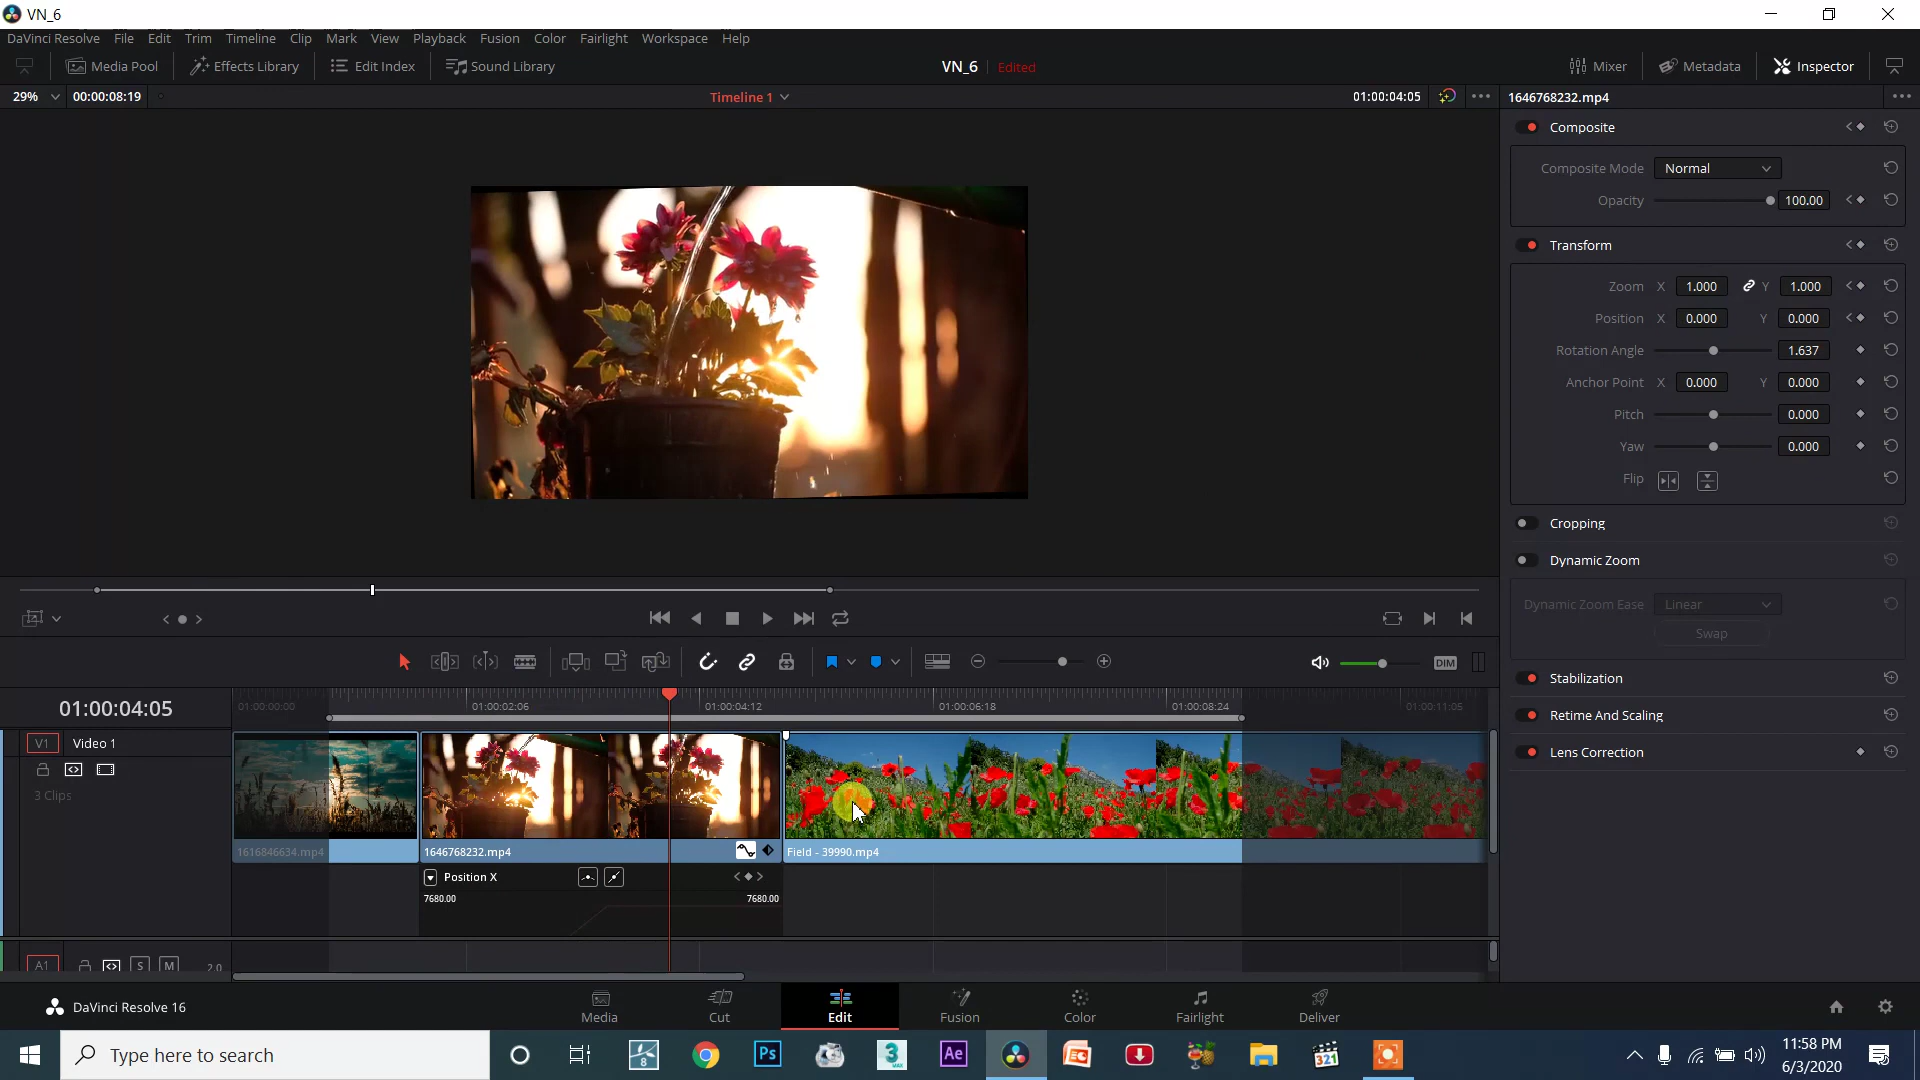 VN_6
DaVinci Resolve File Edit Trim Timeline Clip Mark View Playback Fusion Color Fairlight Workspace Help
Media Pool Effects Library Edit Index Sound Library VN_6 Edited Mixer Metadata Inspector
29% 00:00:08:19 Timeline 1 01:00:04:05 1646768232.mp4
Composite
Composite Mode Normal
Opacity 100.00
Transform
Zoom X 1.000 Y 1.000
Position X 0.000 Y 0.000
Rotation Angle 1.637
Anchor Point X 0.000 Y 0.000
Pitch 0.000
Yaw 0.000
Flip
Cropping
Dynamic Zoom
Dynamic Zoom Ease Linear
Swap
Stabilization
Retime And Scaling
Lens Correction
DIM
01:00:04:05 01:00:00:00 01:00:02:06 01:00:04:12 01:00:06:18 01:00:08:24 01:00:11:05
V1 Video 1
3 Clips
1616846634.mp4 1646768232.mp4 Field - 39990.mp4
Position X
7680.00 7680.00
A1 S M 2.0
DaVinci Resolve 16 Media Cut Edit Fusion Color Fairlight Deliver
Type here to search 8 Ps 3 MAX Ae 321
11:58 PM
6/3/2020